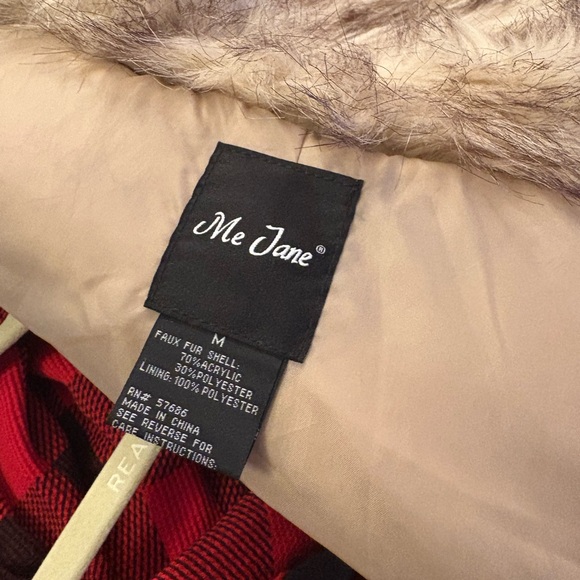 Me Jane®
M
FAUX FUR SHELL:
70%ACRYLIC
30%POLYESTER
LINING:100%POLYESTER
RN# 57686
MADE IN CHINA
SEE REVERSE FOR
CARE INSTRUCTIONS:
REA